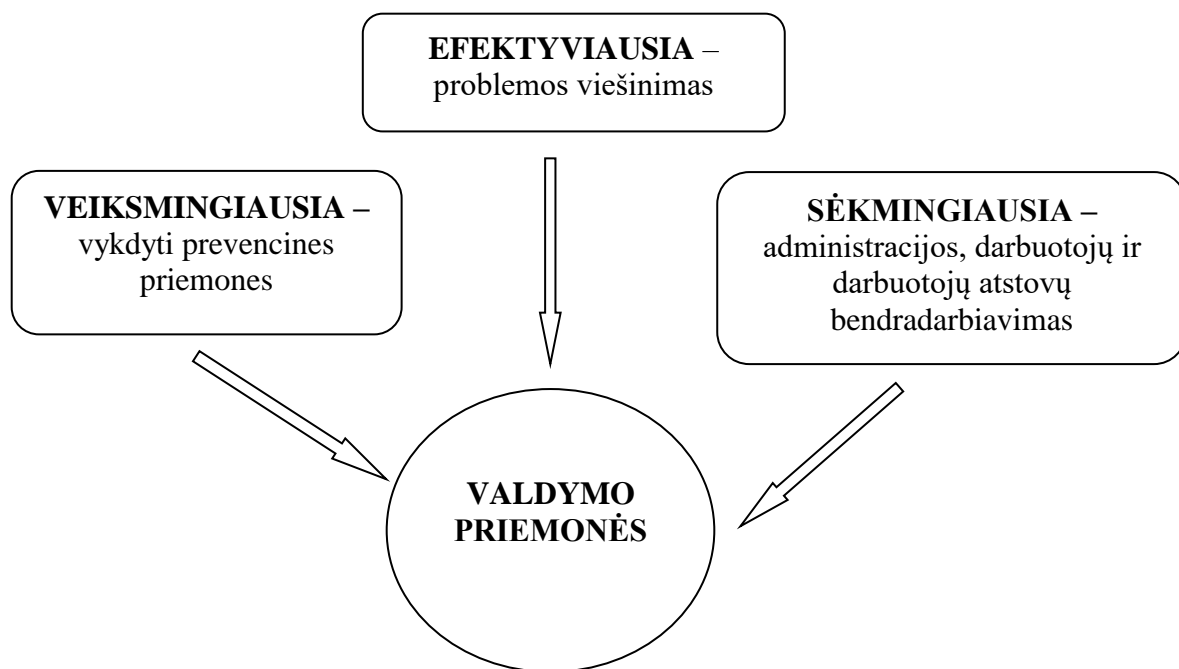 EFEKTYVIAUSIA –
problemos viešinimas
VEIKSMINGIAUSIA –
vykdyti prevencines
priemones
SĖKMINGIAUSIA –
administracijos, darbuotojų ir
darbuotojų atstovų
bendradarbiavimas
VALDYMO
PRIEMONĖS